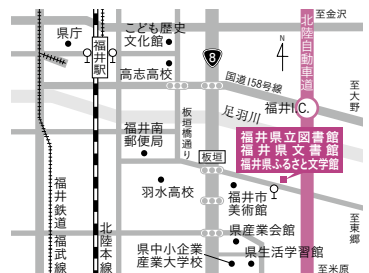 至金沢
北陸自動車道
こども歴史
文化館
県庁
福井駅
N
8
高志高校
国道158号線
至大野
福井I.C.
足羽川
板垣橋通り
福井南
郵便局
福井県立図書館
福井県文書館
福井県ふるさと文学館
板垣
羽水高校
福井市
美術館
至東郷
福井鉄道福武線
北陸本線
県産業会館
県中小企業
産業大学校
県生活学習館
至米原